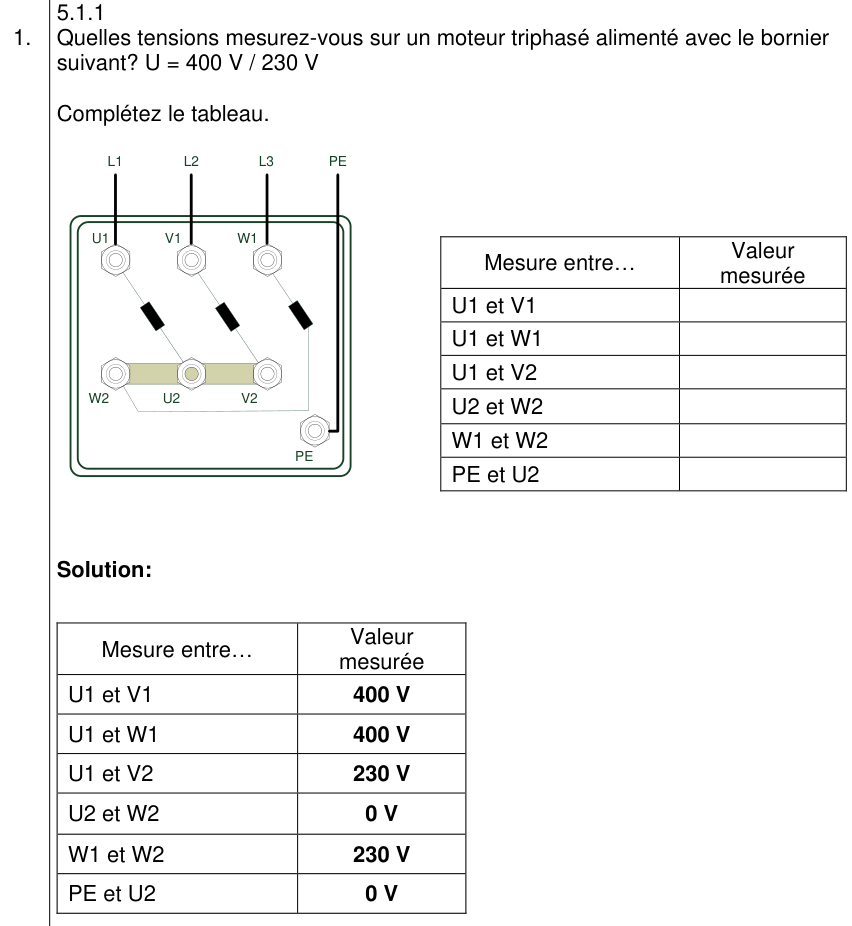 5.1.1
1. Quelles tensions mesurez-vous sur un moteur triphasé alimenté avec le bornier
suivant? U = 400 V / 230 V
Complétez le tableau.
L1 L2 L3 PE
U1 V1 W1
W2 U2 V2
PE
Mesure entre… Valeur
mesurée
U1 et V1
U1 et W1
U1 et V2
U2 et W2
W1 et W2
PE et U2
Solution:
Mesure entre… Valeur
mesurée
U1 et V1 400 V
U1 et W1 400 V
U1 et V2 230 V
U2 et W2 0 V
W1 et W2 230 V
PE et U2 0 V